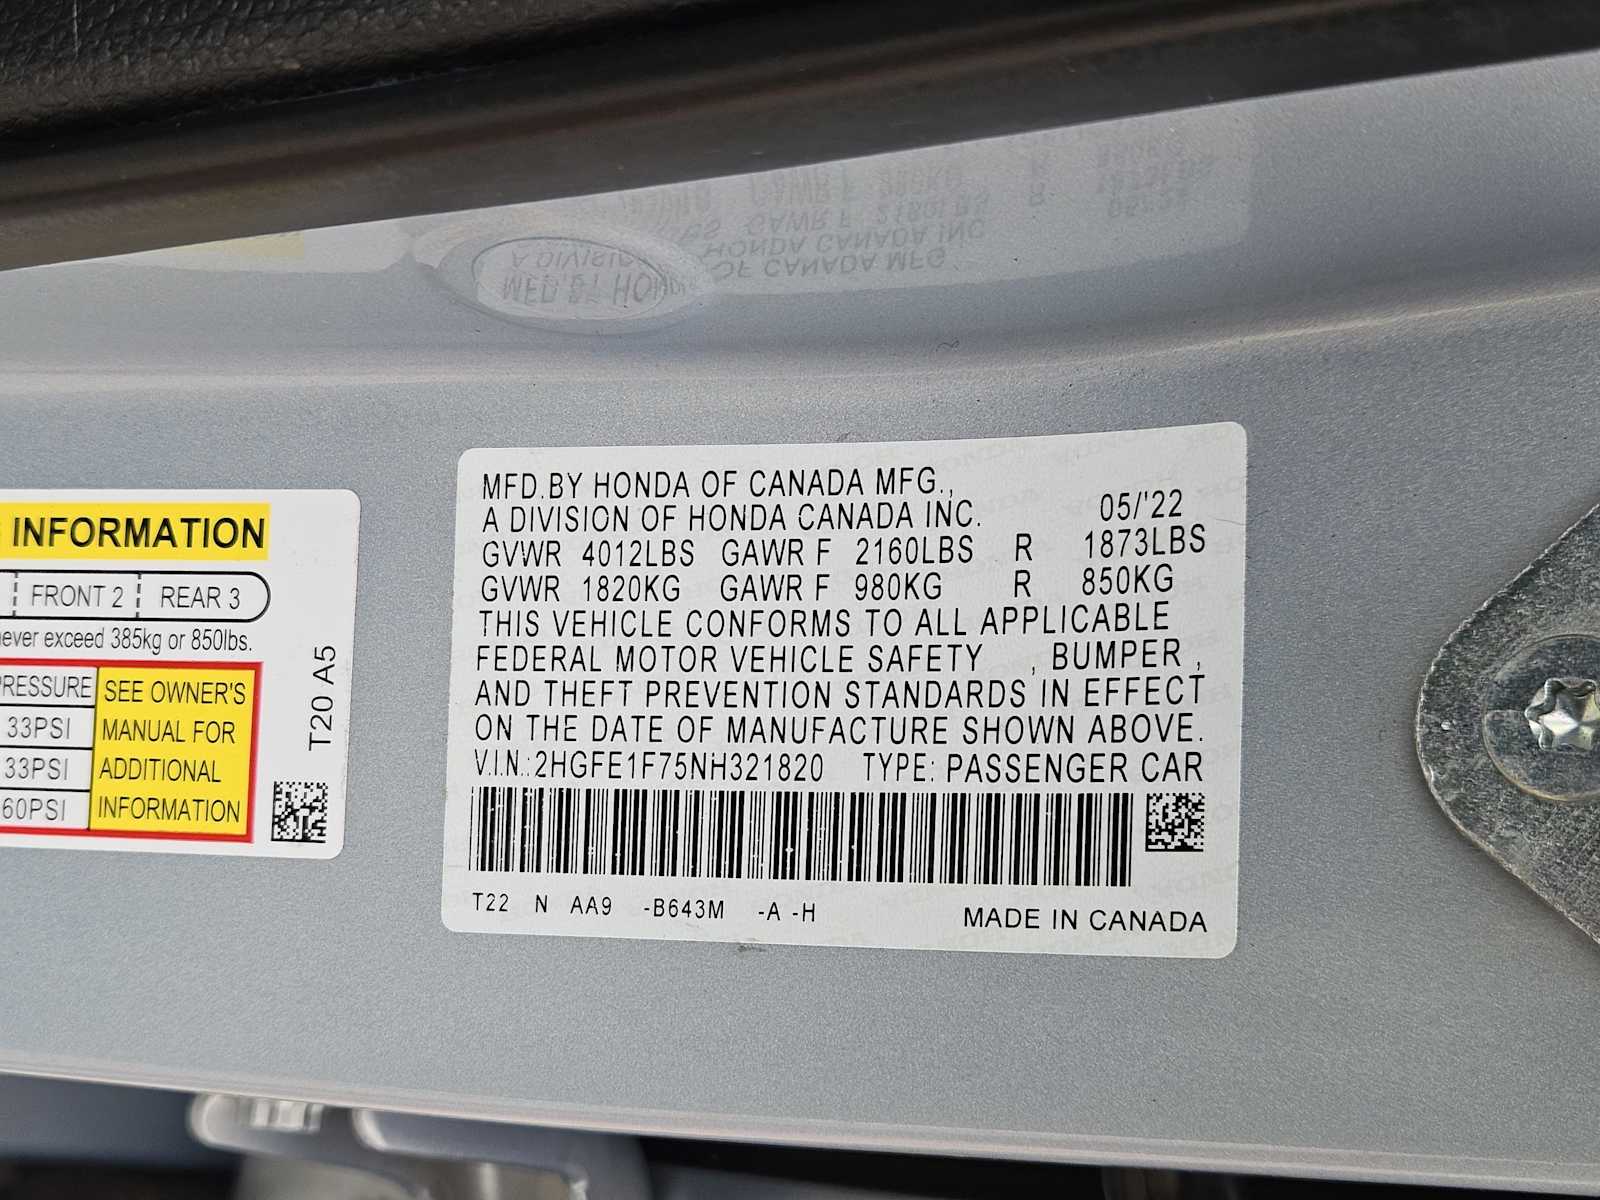 INFORMATION
FRONT 2 REAR 3
never exceed 385kg or 850lbs.
PRESSURE SEE OWNER'S
33PSI MANUAL FOR
33PSI ADDITIONAL
60PSI INFORMATION
T20 A5
MFD.BY HONDA OF CANADA MFG.,
A DIVISION OF HONDA CANADA INC. 05/'22
GVWR 4012LBS GAWR F 2160LBS R 1873LBS
GVWR 1820KG GAWR F 980KG R 850KG
THIS VEHICLE CONFORMS TO ALL APPLICABLE
FEDERAL MOTOR VEHICLE SAFETY , BUMPER ,
AND THEFT PREVENTION STANDARDS IN EFFECT
ON THE DATE OF MANUFACTURE SHOWN ABOVE.
V.I.N.:2HGFE1F75NH321820 TYPE: PASSENGER CAR
T22 N AA9 -B643M -A -H MADE IN CANADA